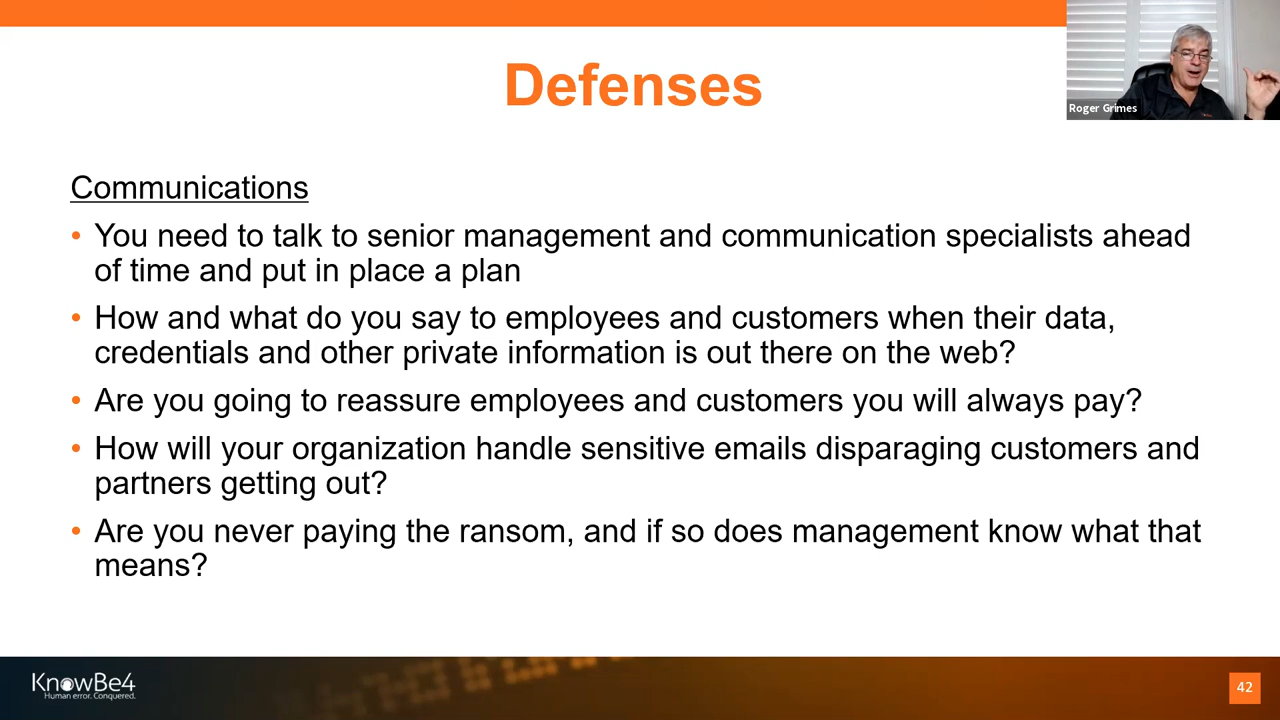 Defenses
Roger Grimes
Communications
• You need to talk to senior management and communication specialists ahead
of time and put in place a plan
• How and what do you say to employees and customers when their data,
credentials and other private information is out there on the web?
• Are you going to reassure employees and customers you will always pay?
• How will your organization handle sensitive emails disparaging customers and
partners getting out?
• Are you never paying the ransom, and if so does management know what that
means?
KnowBe4
Human error. Conquered.
42